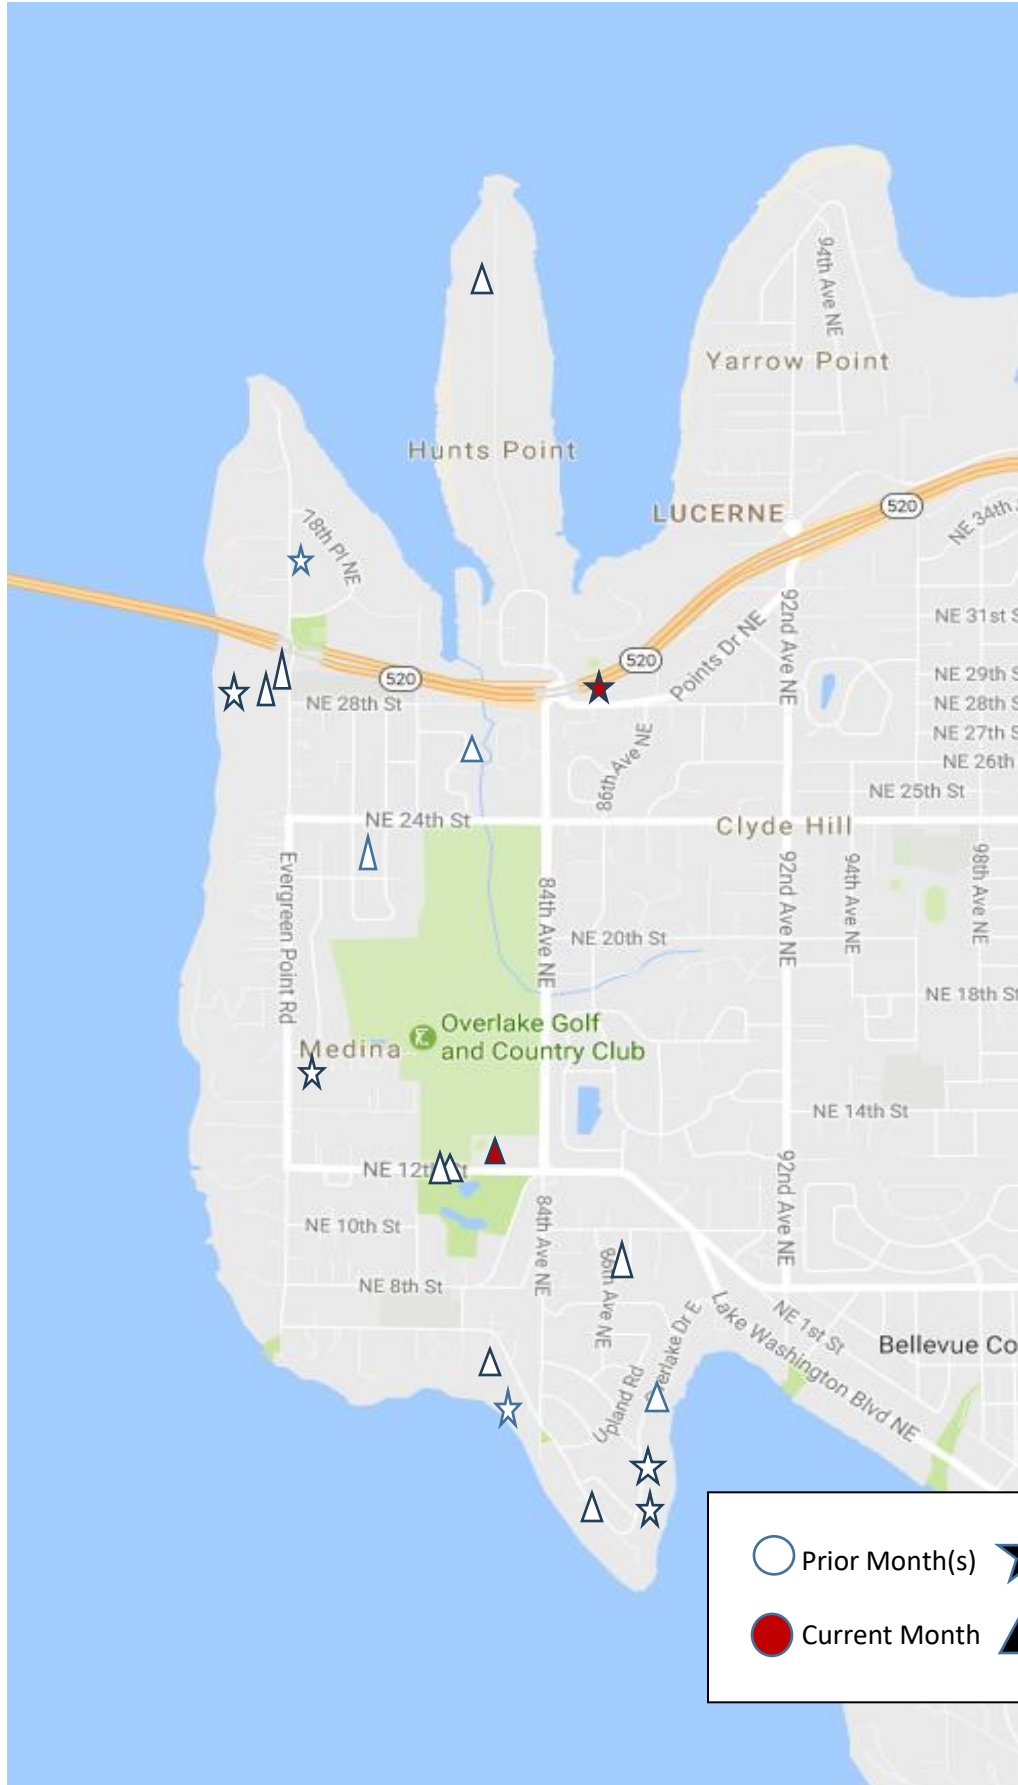 94th Ave NE
Yarrow Point
Hunts Point
LUCERNE
520
NE 34th
78th Pl NE
NE 31st S
92nd Ave NE
Points Dr NE
520
520
NE 29th S
NE 28th St
NE 28th S
NE 27th S
86th Ave NE
NE 26th
NE 25th St
NE 24th St
Clyde Hill
Evergreen Point Rd
84th Ave NE
92nd Ave NE
94th Ave NE
98th Ave NE
NE 20th St
NE 18th St
Overlake Golf
and Country Club
Medina
NE 14th St
NE 12th St
92nd Ave NE
84th Ave NE
NE 10th St
86th Ave NE
NE 8th St
Lake Washington Blvd NE
NE 1st St
Bellevue Co
Upland Rd
erlake Dr E
Prior Month(s)
Current Month